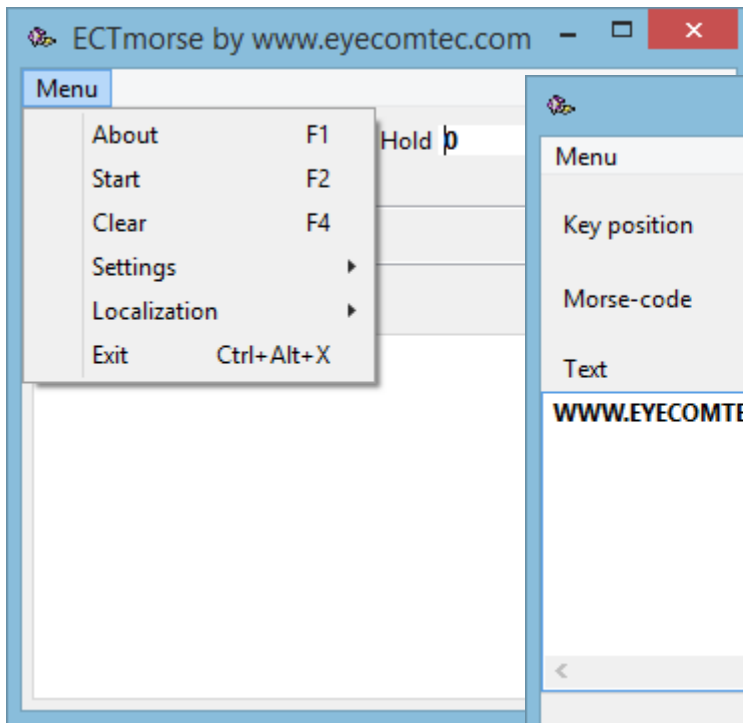 ECTmorse by www.eyecomtec.com
Menu
About F1
Start F2
Clear F4
Settings
Localization
Exit Ctrl+Alt+X
Hold 0
Menu
Key position
Morse-code
Text
WWW.EYECOMTE